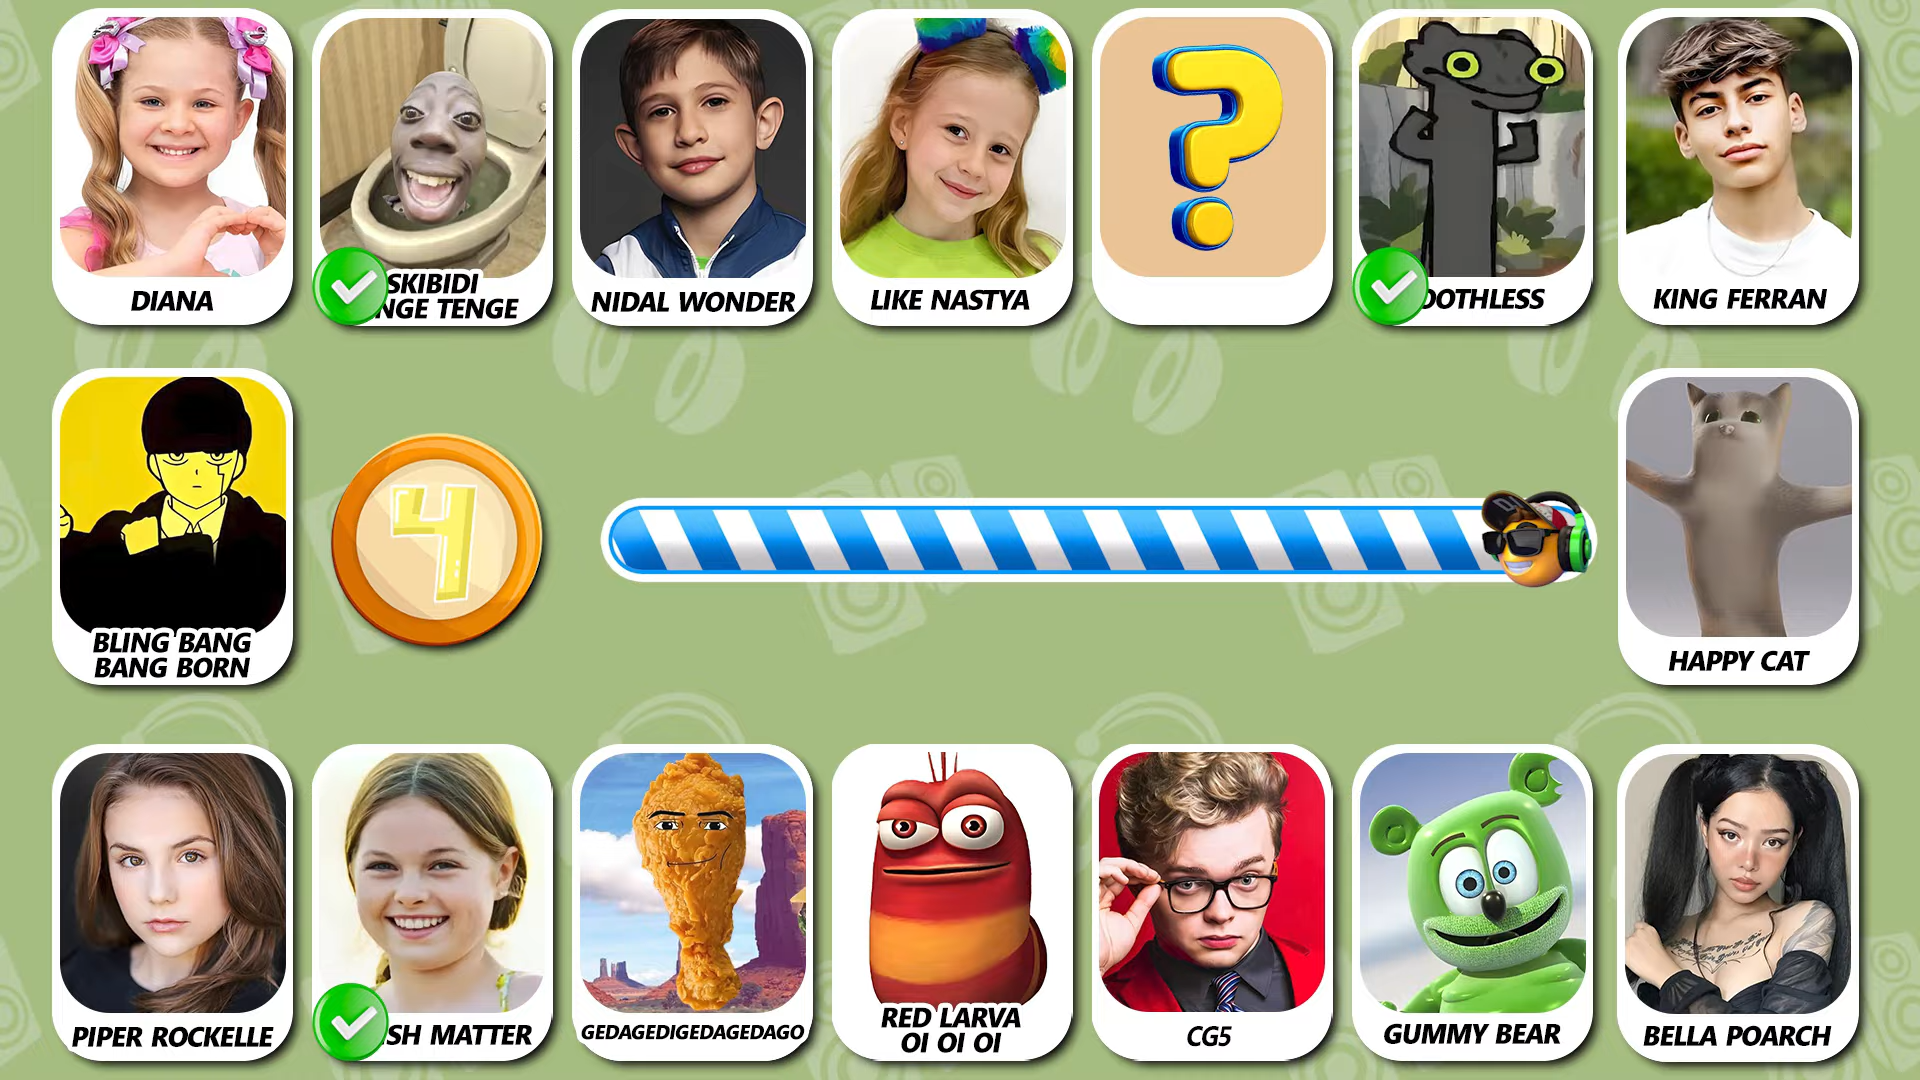 DIANA
SKIBIDI
NGE TENGE
NIDAL WONDER
LIKE NASTYA
?
OOTHLESS
KING FERRAN
BLING BANG
BANG BORN
4
HAPPY CAT
PIPER ROCKELLE
SH MATTER
GEDAGEDIGEDAGEDAGO
RED LARVA
OI OI OI
CG5
GUMMY BEAR
BELLA POARCH